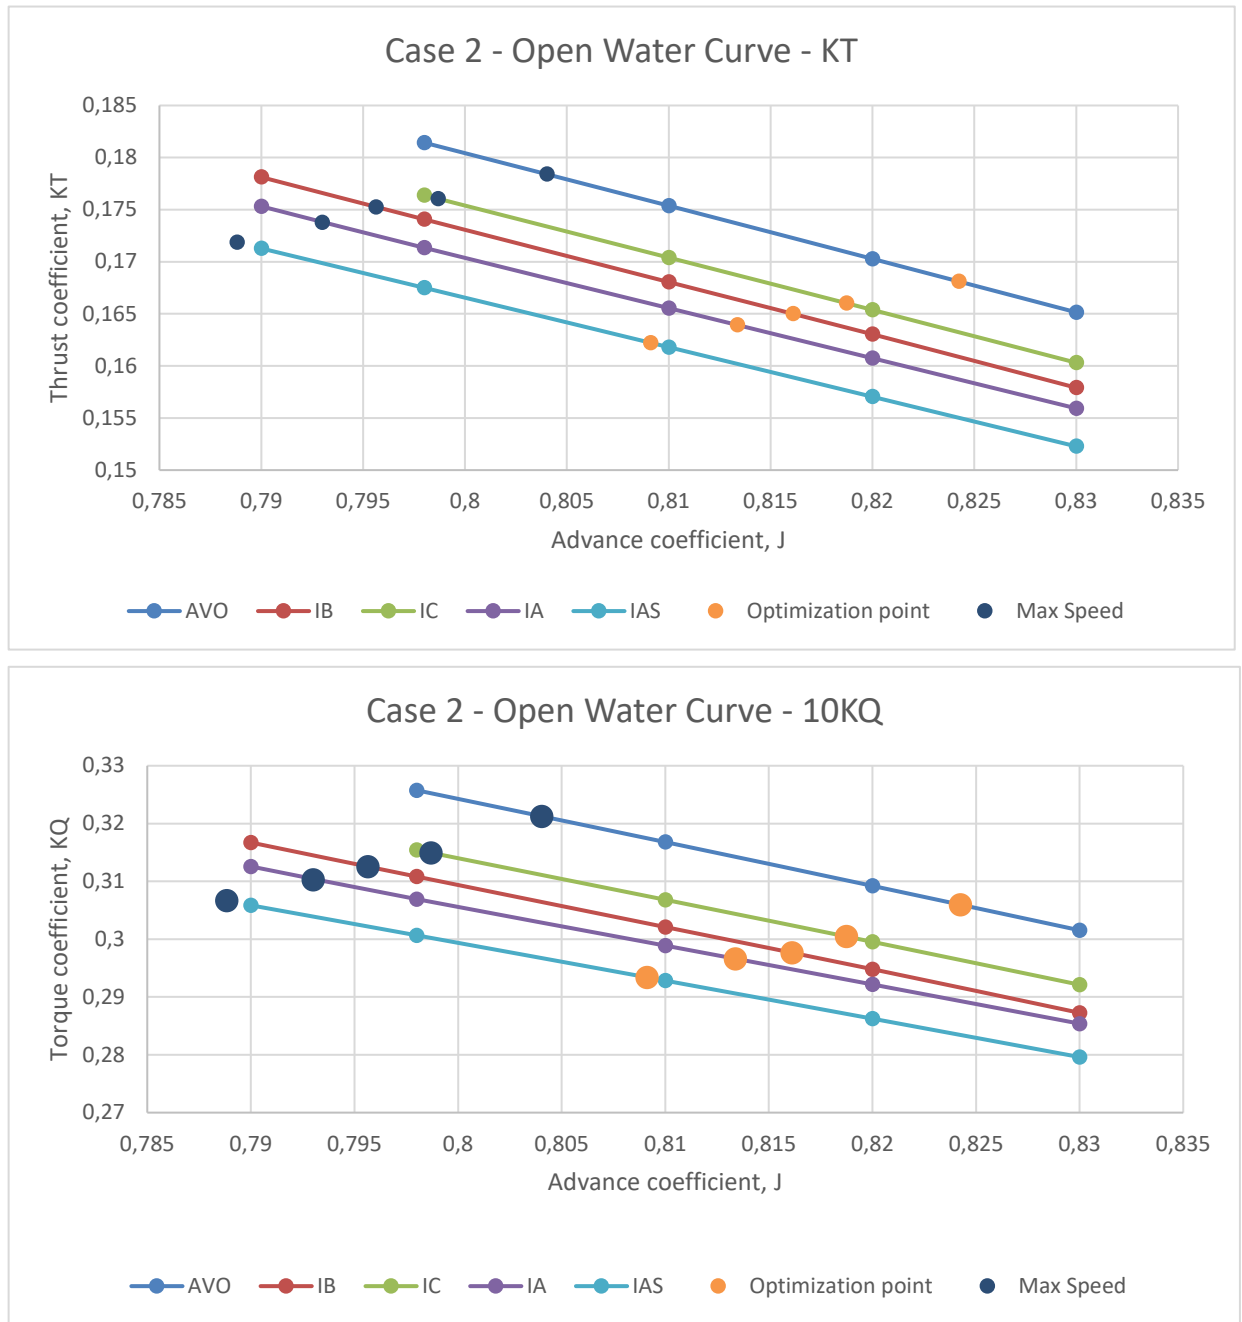 Case 2 - Open Water Curve - KT
Thrust coefficient, KT
0,185
0,18
0,175
0,17
0,165
0,16
0,155
0,15
0,785 0,79 0,795 0,8 0,805 0,81 0,815 0,82 0,825 0,83 0,835
Advance coefficient, J
AVO IB IC IA IAS Optimization point Max Speed
Case 2 - Open Water Curve - 10KQ
Torque coefficient, KQ
0,33
0,32
0,31
0,3
0,29
0,28
0,27
0,785 0,79 0,795 0,8 0,805 0,81 0,815 0,82 0,825 0,83 0,835
Advance coefficient, J
AVO IB IC IA IAS Optimization point Max Speed